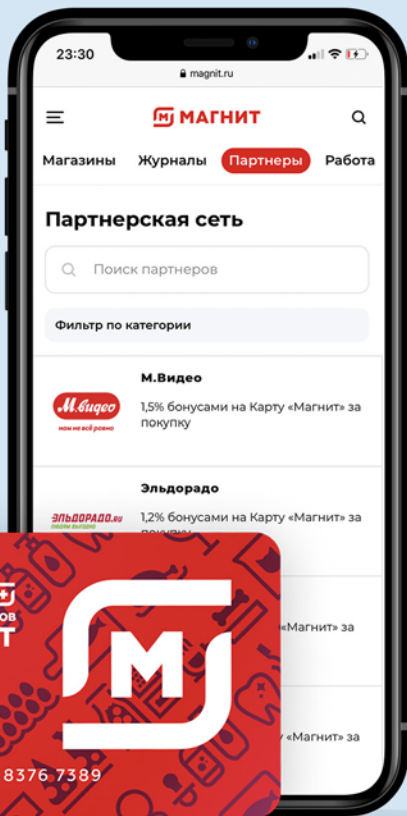 23:30
magnit.ru
МАГНИТ
Магазины Журналы Партнеры Работа
Партнерская сеть
Поиск партнеров
Фильтр по категории
М.Видео
М.видео
нам не всё равно
1,5% бонусами на Карту «Магнит» за
покупку
Эльдорадо
ЭЛЬДОРАДО.RU
1,2% бонусами на Карту «Магнит» за
покупку
«Магнит» за
«Магнит» за
М
8376 7389